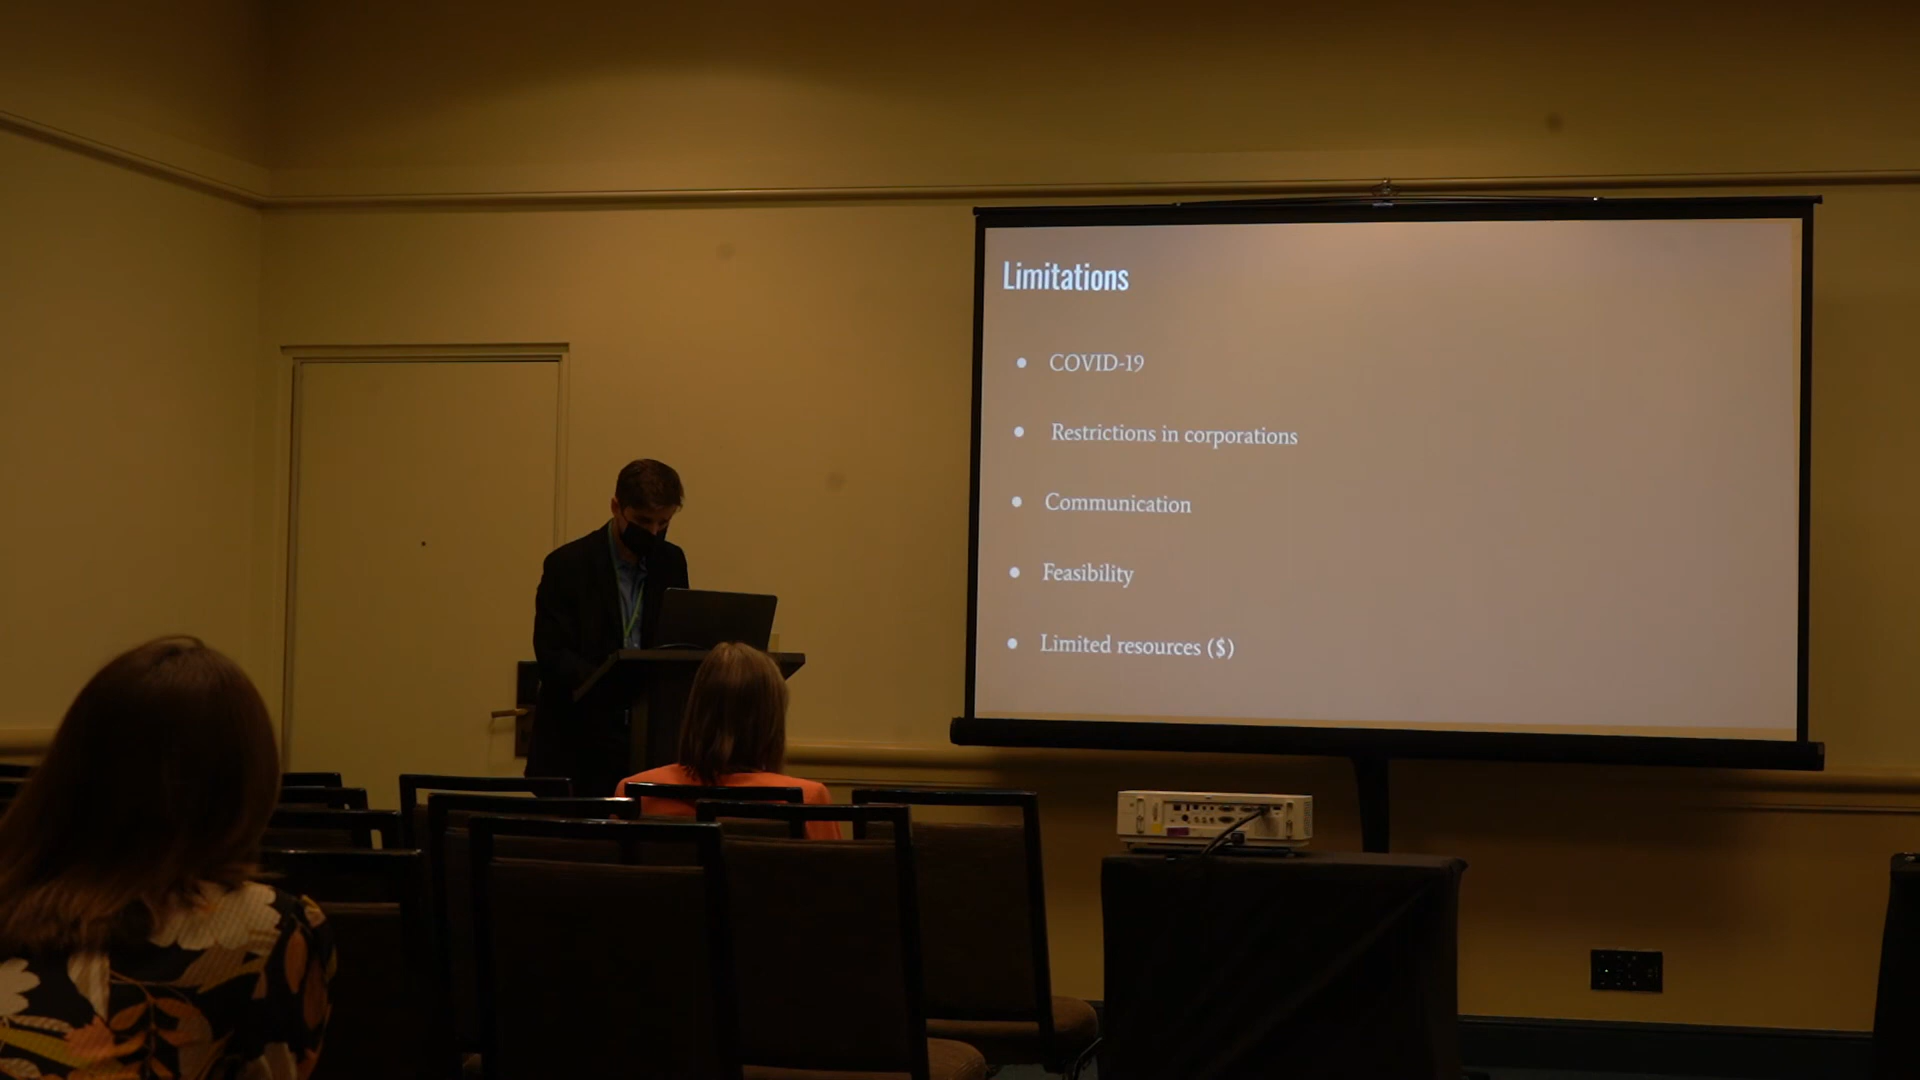 Limitations
● COVID-19
● Restrictions in corporations
● Communication
● Feasibility
● Limited resources ($)